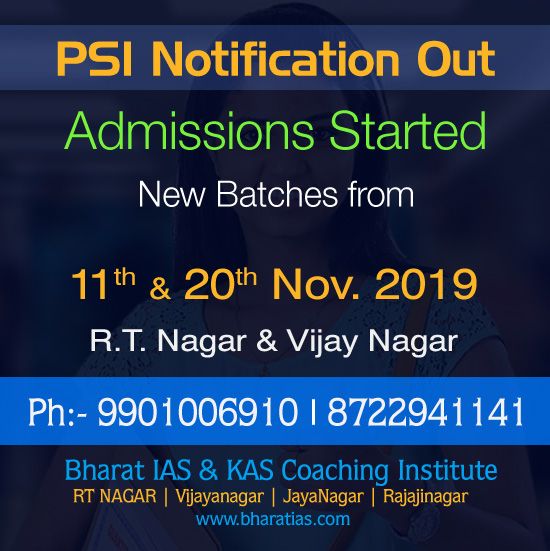 PSI Notification Out
Admissions Started
New Batches from
11th & 20th Nov. 2019
R.T. Nagar & Vijay Nagar
Ph:- 9901006910 | 8722941141
Bharat IAS & KAS Coaching Institute
RT NAGAR | Vijayanagar | JayaNagar | Rajajinagar
www.bharatias.com